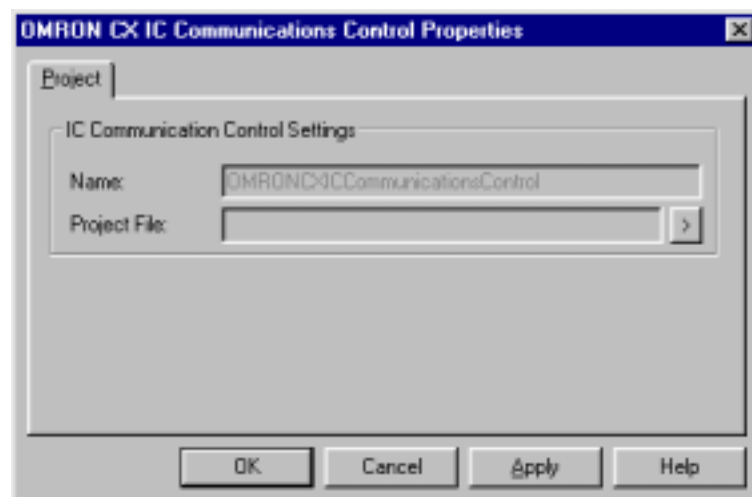 OMRON CX IC Communications Control Properties
Project
IC Communication Control Settings
Name: OMRONCXICCommunicationsControl
Project File: >
OK Cancel Apply Help